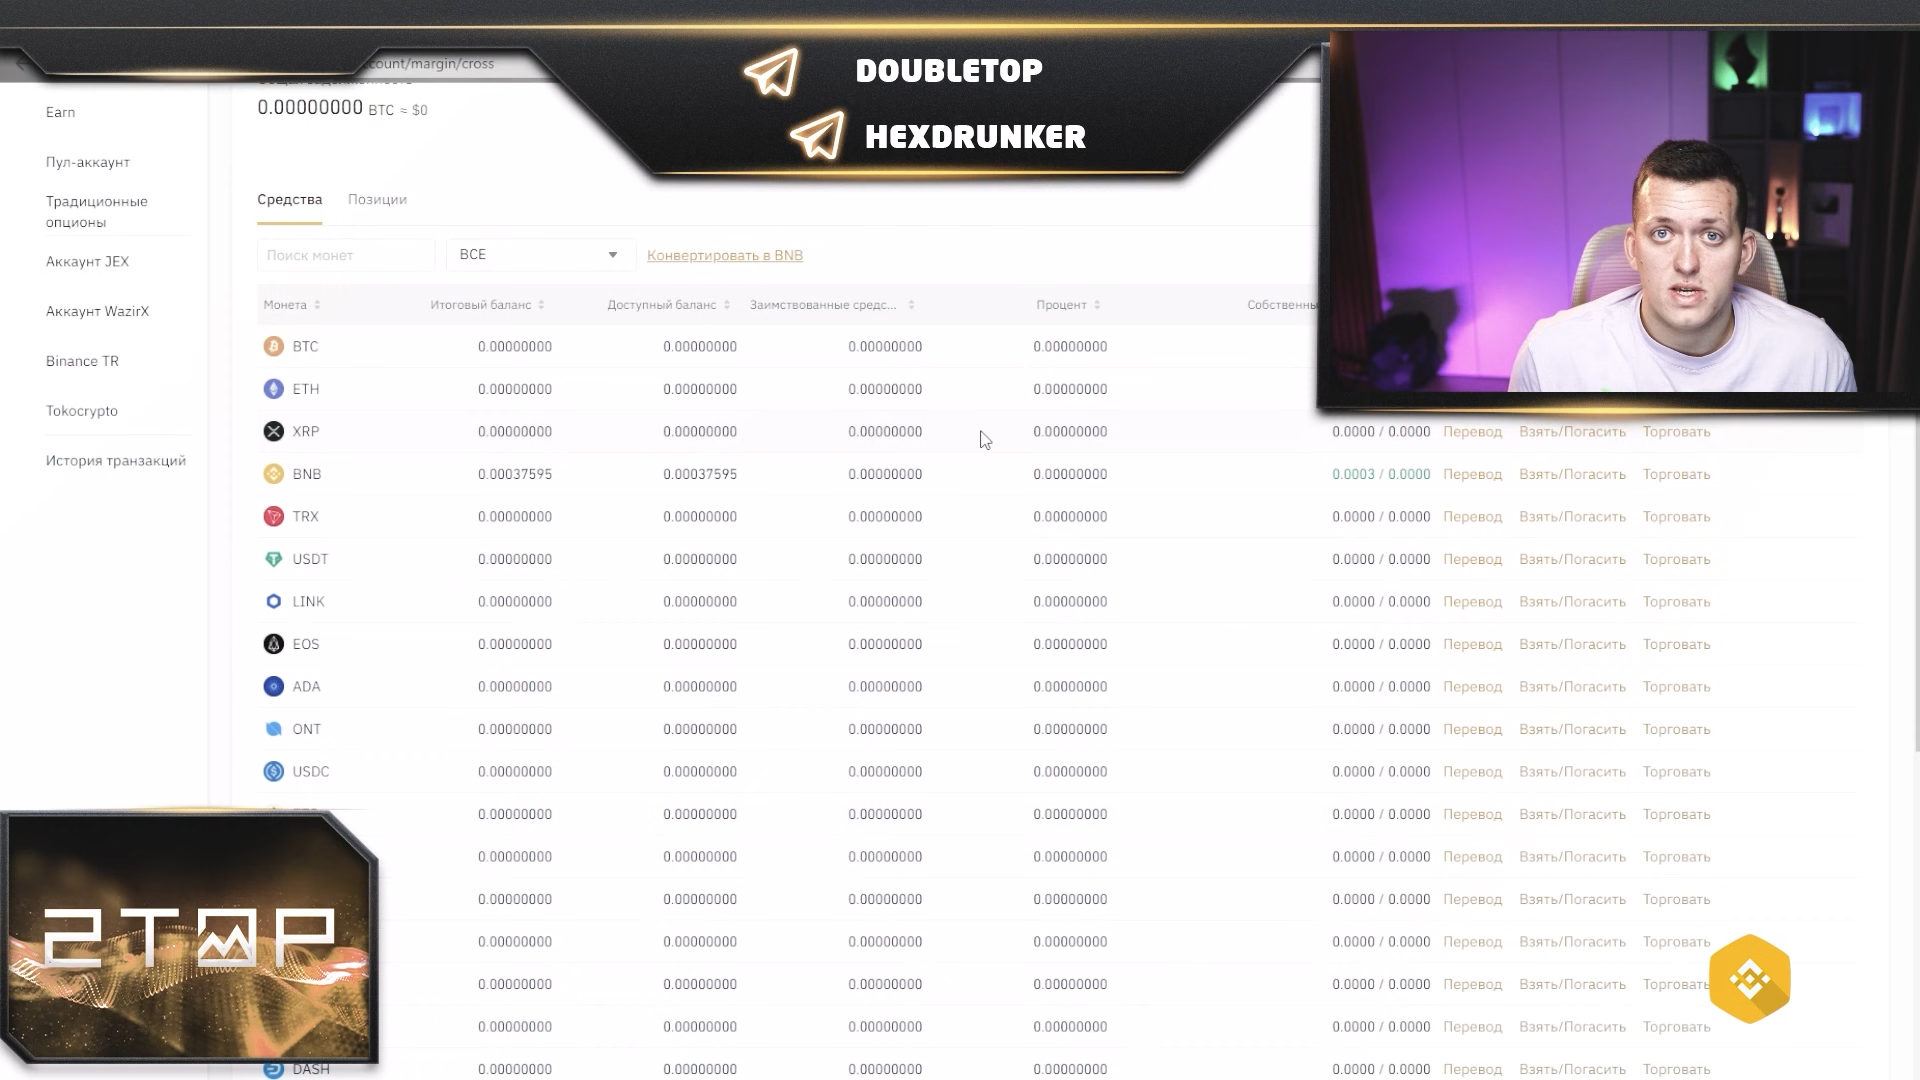 DOUBLETOP
HEXDRUNKER
count/margin/cross
0.00000000 BTC ≈ $0
Earn
Пул-аккаунт
Традиционные
опционы
Аккаунт JEX
Аккаунт WazirX
Binance TR
Tokocrypto
История транзакций
Средства Позиции
Поиск монет ВСЕ Конвертировать в BNB
Монета Итоговый баланс Доступный баланс Заимствованные средс... Процент Собственны
BTC 0.00000000 0.00000000 0.00000000 0.00000000
ETH 0.00000000 0.00000000 0.00000000 0.00000000
XRP 0.00000000 0.00000000 0.00000000 0.00000000 0.0000 / 0.0000 Перевод Взять/Погасить Торговать
BNB 0.00037595 0.00037595 0.00000000 0.00000000 0.0003 / 0.0000 Перевод Взять/Погасить Торговать
TRX 0.00000000 0.00000000 0.00000000 0.00000000 0.0000 / 0.0000 Перевод Взять/Погасить Торговать
USDT 0.00000000 0.00000000 0.00000000 0.00000000 0.0000 / 0.0000 Перевод Взять/Погасить Торговать
LINK 0.00000000 0.00000000 0.00000000 0.00000000 0.0000 / 0.0000 Перевод Взять/Погасить Торговать
EOS 0.00000000 0.00000000 0.00000000 0.00000000 0.0000 / 0.0000 Перевод Взять/Погасить Торговать
ADA 0.00000000 0.00000000 0.00000000 0.00000000 0.0000 / 0.0000 Перевод Взять/Погасить Торговать
ONT 0.00000000 0.00000000 0.00000000 0.00000000 0.0000 / 0.0000 Перевод Взять/Погасить Торговать
USDC 0.00000000 0.00000000 0.00000000 0.00000000 0.0000 / 0.0000 Перевод Взять/Погасить Торговать
0.00000000 0.00000000 0.00000000 0.00000000 0.0000 / 0.0000 Перевод Взять/Погасить Торговать
0.00000000 0.00000000 0.00000000 0.00000000 0.0000 / 0.0000 Перевод Взять/Погасить Торговать
0.00000000 0.00000000 0.00000000 0.00000000 0.0000 / 0.0000 Перевод Взять/Погасить Торговать
0.00000000 0.00000000 0.00000000 0.00000000 0.0000 / 0.0000 Перевод Взять/Погасить Торговать
0.00000000 0.00000000 0.00000000 0.00000000 0.0000 / 0.0000 Перевод Взять/Погасить Торговать
0.00000000 0.00000000 0.00000000 0.00000000 0.0000 / 0.0000 Перевод Взять/Погасить Торговать
DASH 0.00000000 0.00000000 0.00000000 0.00000000 0.0000 / 0.0000 Перевод Взять/Погасить Торговать
2TOP